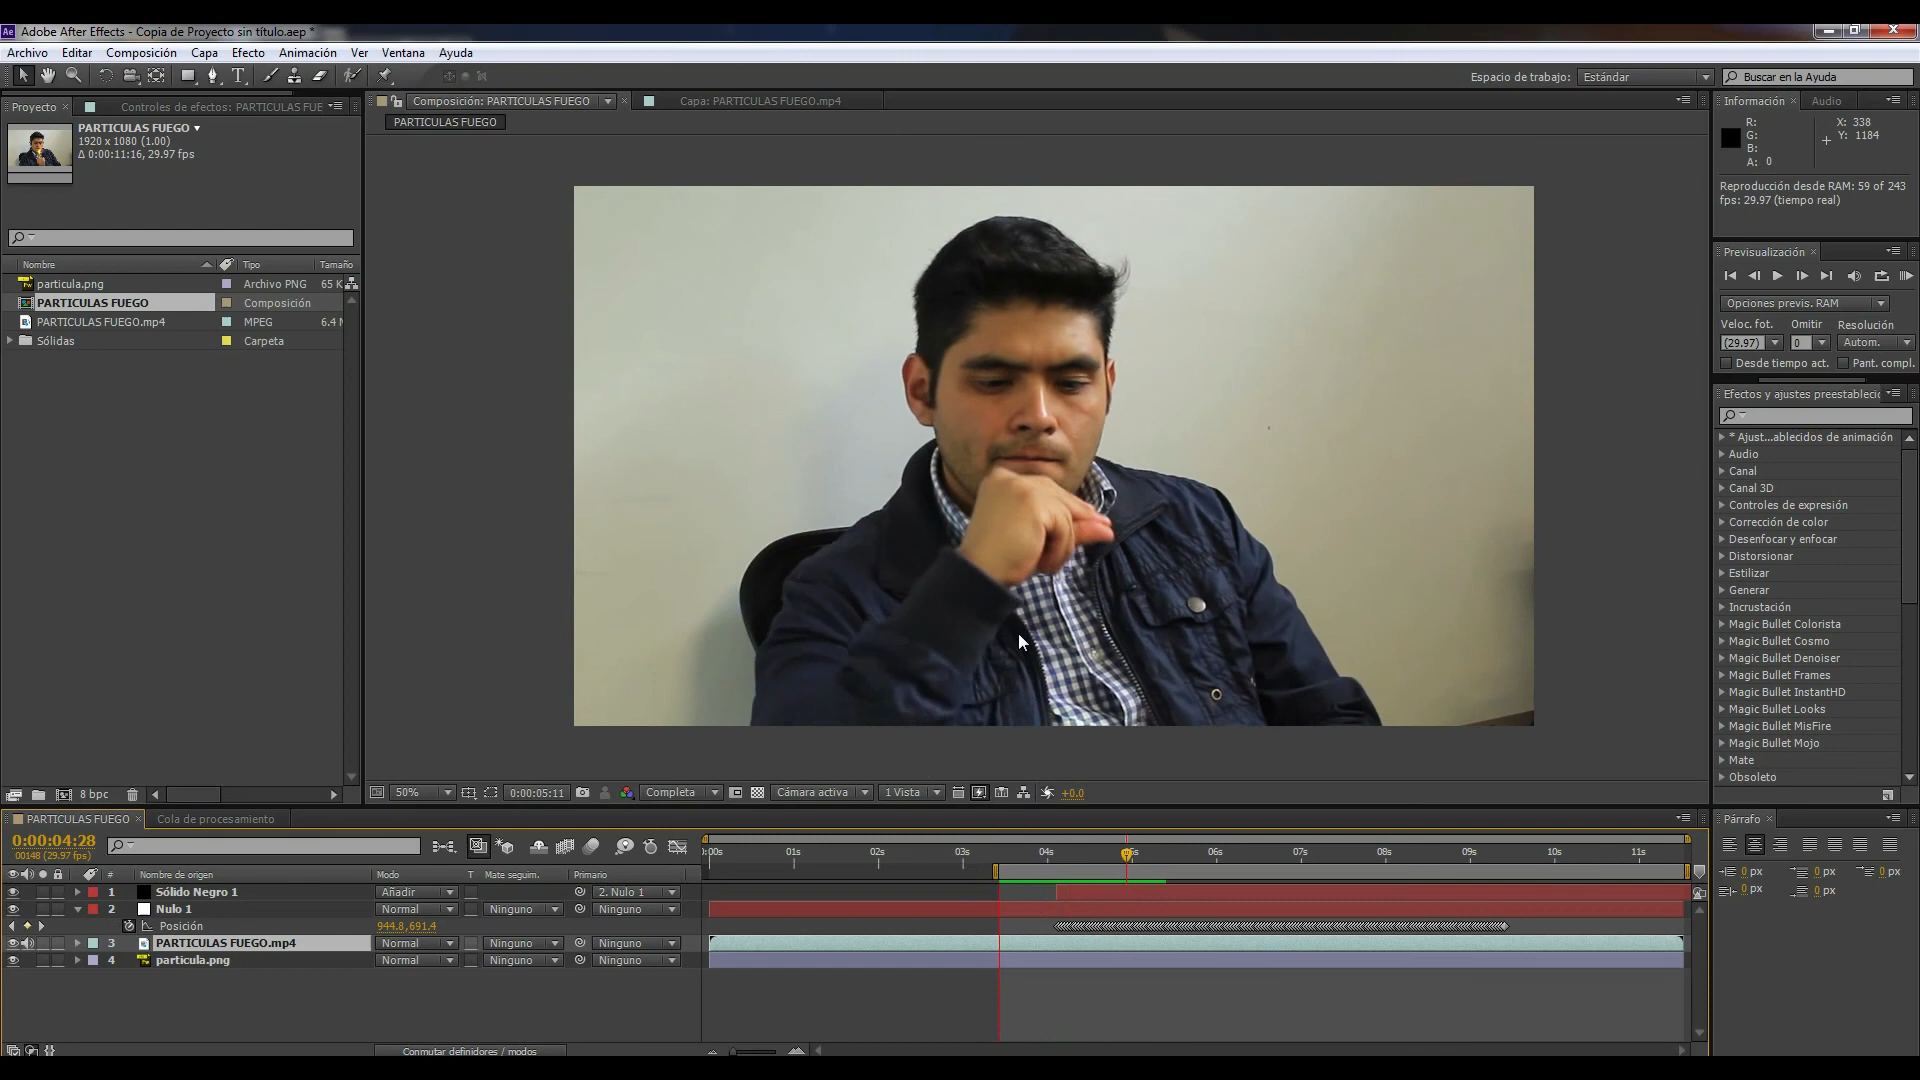 Ae Adobe After Effects - Copia de Proyecto sin título.aep *
Archivo Editar Composición Capa Efecto Animación Ver Ventana Ayuda
Espacio de trabajo: Estándar Buscar en la Ayuda
Proyecto Controles de efectos: PARTICULAS FUE
Composición: PARTICULAS FUEGO Capa: PARTICULAS FUEGO.mp4
PARTICULAS FUEGO
PARTICULAS FUEGO
1920 x 1080 (1.00)
Δ 0:00:11:16, 29.97 fps
Nombre Tipo Tamaño
particula.png Archivo PNG 65 K
PARTICULAS FUEGO Composición
PARTICULAS FUEGO.mp4 MPEG 6.4 M
Sólidas Carpeta
8 bpc
50% 0:00:05:11 Completa Cámara activa 1 Vista +0.0
Información Audio
R: X: 338
G: Y: 1184
B:
A: 0
Reproducción desde RAM: 59 of 243
fps: 29.97 (tiempo real)
Previsualización
Opciones previs. RAM
Veloc. fot. Omitir Resolución
(29.97) 0 Autom.
Desde tiempo act. Pant. compl.
Efectos y ajustes preestablecic
* Ajust...ablecidos de animación
Audio
Canal
Canal 3D
Controles de expresión
Corrección de color
Desenfocar y enfocar
Distorsionar
Estilizar
Generar
Incrustación
Magic Bullet Colorista
Magic Bullet Cosmo
Magic Bullet Denoiser
Magic Bullet Frames
Magic Bullet InstantHD
Magic Bullet Looks
Magic Bullet MisFire
Magic Bullet Mojo
Mate
Obsoleto
PARTICULAS FUEGO Cola de procesamiento
0:00:04:28
00148 (29.97 fps)
:00s 01s 02s 03s 04s 06s 07s 08s 09s 10s 11s
# Nombre de origen Modo T Mate seguim. Primario
1 Sólido Negro 1 Añadir 2. Nulo 1
2 Nulo 1 Normal Ninguno Ninguno
Posición 944.8,691.4
3 PARTICULAS FUEGO.mp4 Normal Ninguno Ninguno
4 particula.png Normal Ninguno Ninguno
Conmutar definidores / modos
Párrafo
0 px 0 px 0 px
0 px 0 px